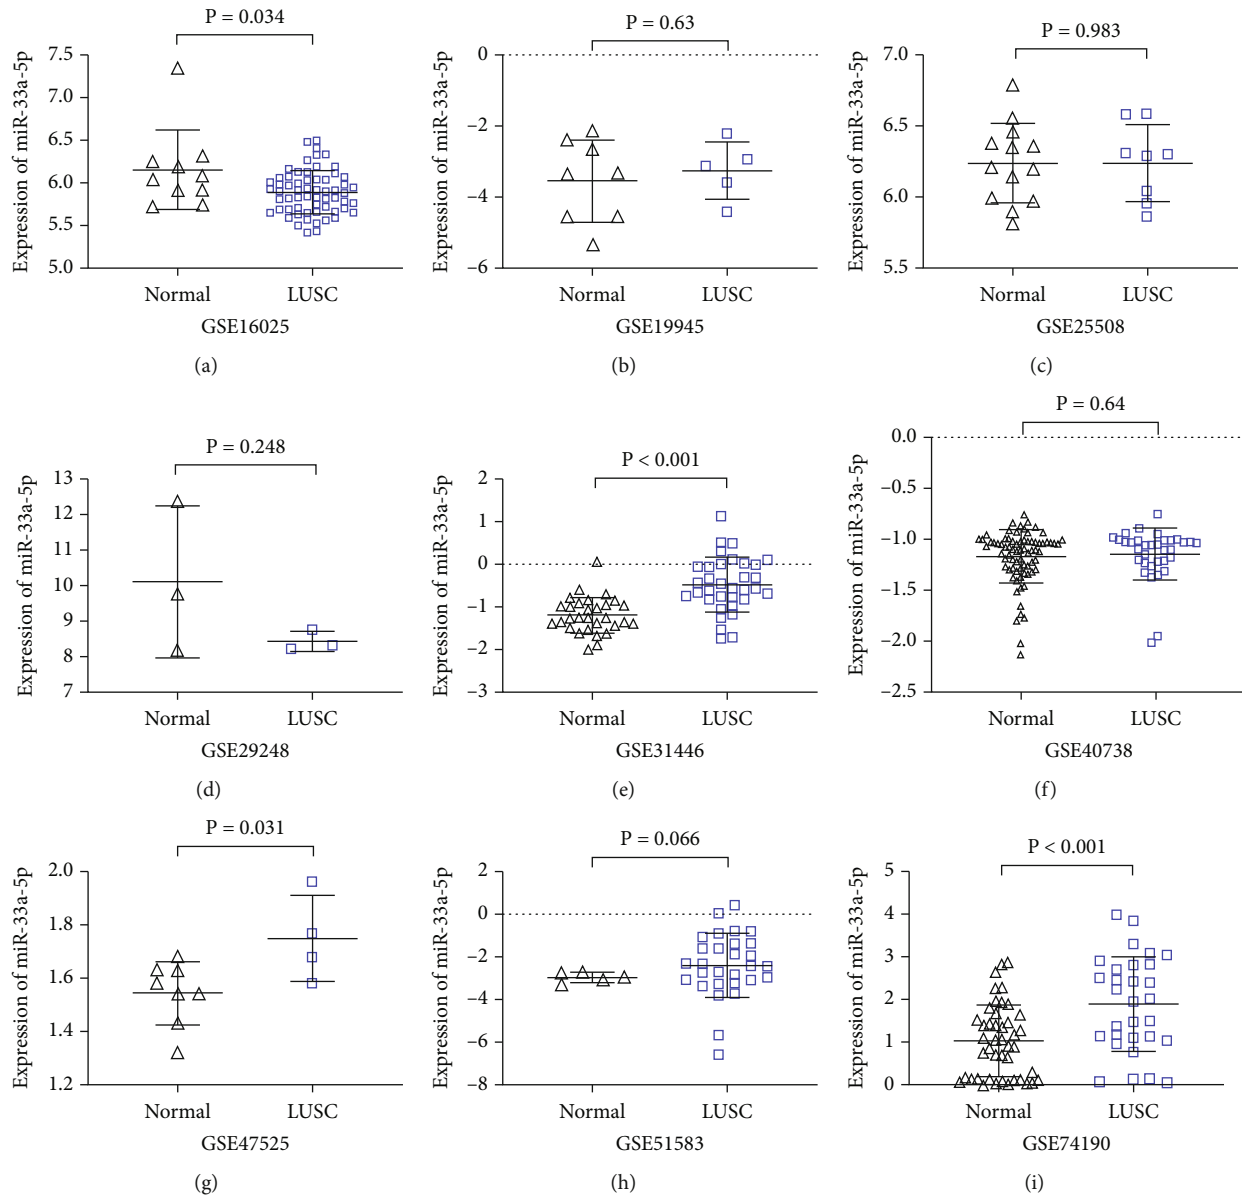 P = 0.034
Expression of miR-33a-5p
7.5
7.0
6.5
6.0
5.5
5.0
Normal LUSC
GSE16025
(a)
P = 0.63
Expression of miR-33a-5p
0
−2
−4
−6
Normal LUSC
GSE19945
(b)
P = 0.983
Expression of miR-33a-5p
7.0
6.5
6.0
5.5
Normal LUSC
GSE25508
(c)
P = 0.248
Expression of miR-33a-5p
13
12
11
10
9
8
7
Normal LUSC
GSE29248
(d)
P < 0.001
Expression of miR-33a-5p
2
1
0
−1
−2
−3
Normal LUSC
GSE31446
(e)
P = 0.64
Expression of miR-33a-5p
0.0
−0.5
−1.0
−1.5
−2.0
−2.5
Normal LUSC
GSE40738
(f)
P = 0.031
Expression of miR-33a-5p
2.0
1.8
1.6
1.4
1.2
Normal LUSC
GSE47525
(g)
P = 0.066
Expression of miR-33a-5p
2
0
−2
−4
−6
−8
Normal LUSC
GSE51583
(h)
P < 0.001
Expression of miR-33a-5p
5
4
3
2
1
0
Normal LUSC
GSE74190
(i)